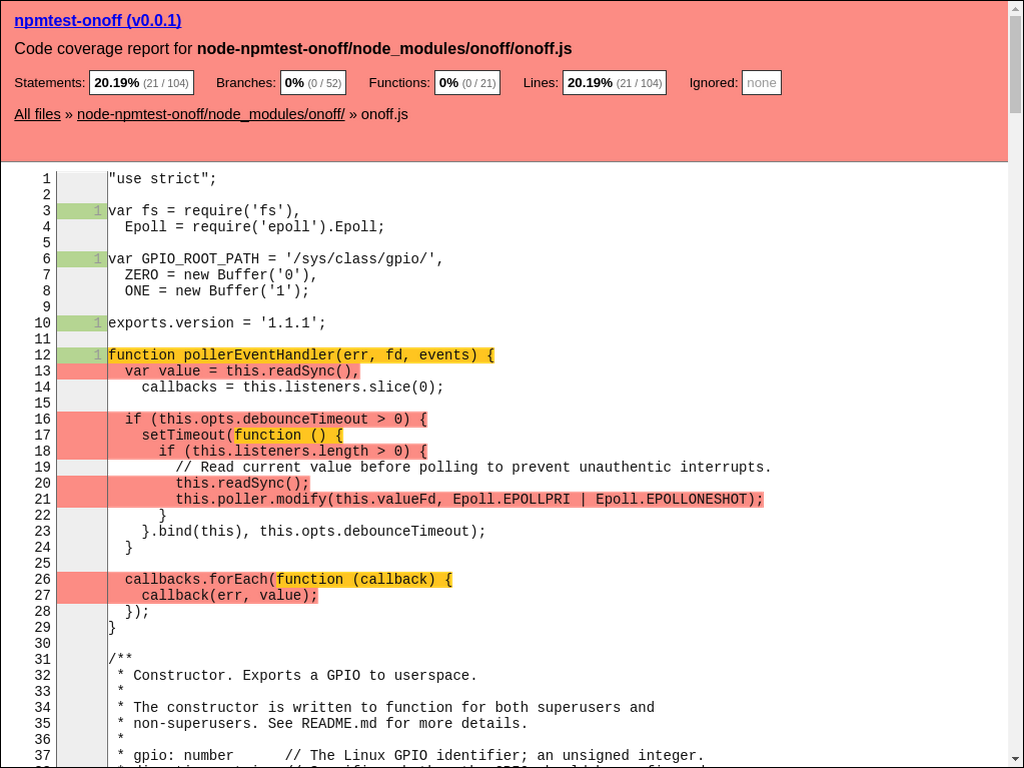 npmtest-onoff (v0.0.1)
Code coverage report for node-npmtest-onoff/node_modules/onoff/onoff.js
Statements: 20.19% (21 / 104) Branches: 0% (0 / 52) Functions: 0% (0 / 21) Lines: 20.19% (21 / 104) Ignored: none
All files » node-npmtest-onoff/node_modules/onoff/ » onoff.js
1 "use strict";
2
3 1 var fs = require('fs'),
4   Epoll = require('epoll').Epoll;
5
6 1 var GPIO_ROOT_PATH = '/sys/class/gpio/',
7   ZERO = new Buffer('0'),
8   ONE = new Buffer('1');
9
10 1 exports.version = '1.1.1';
11
12 1 function pollerEventHandler(err, fd, events) {
13   var value = this.readSync(),
14     callbacks = this.listeners.slice(0);
15
16   if (this.opts.debounceTimeout > 0) {
17     setTimeout(function () {
18       if (this.listeners.length > 0) {
19         // Read current value before polling to prevent unauthentic interrupts.
20         this.readSync();
21         this.poller.modify(this.valueFd, Epoll.EPOLLPRI | Epoll.EPOLLONESHOT);
22       }
23     }.bind(this), this.opts.debounceTimeout);
24   }
25
26   callbacks.forEach(function (callback) {
27     callback(err, value);
28   });
29 }
30
31 /**
32  * Constructor. Exports a GPIO to userspace.
33  *
34  * The constructor is written to function for both superusers and
35  * non-superusers. See README.md for more details.
36  *
37  * gpio: number      // The Linux GPIO identifier; an unsigned integer.